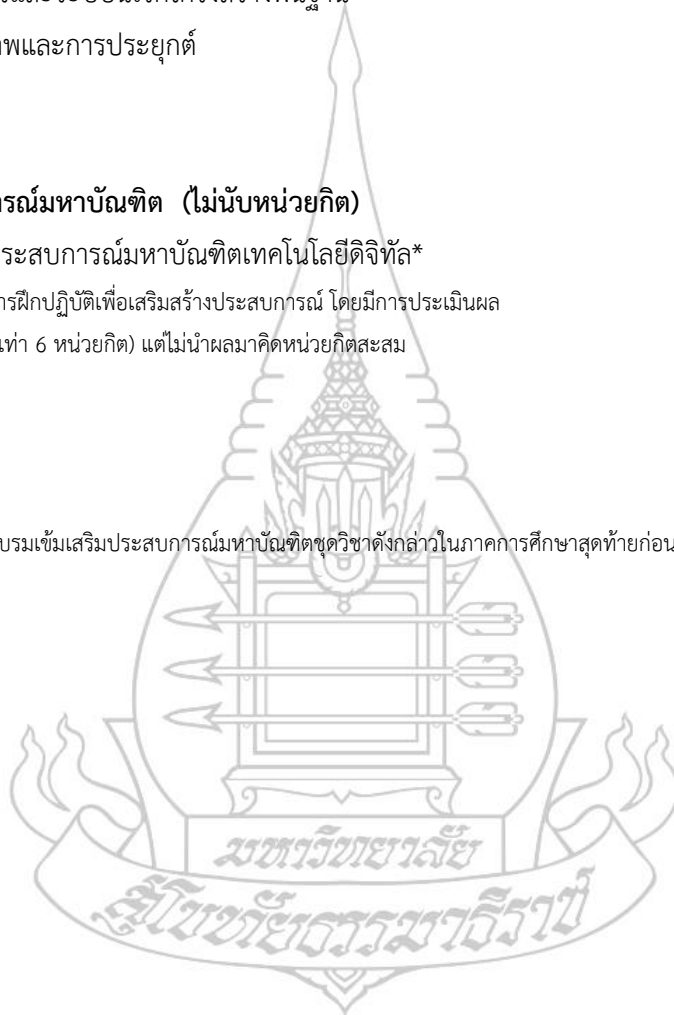 พและการประยุกต์
รณ์มหาบัณฑิต (ไม่นับหน่วยกิต)
ระสบการณ์มหาบัณฑิตเทคโนโลยีดิจิทัล*
ารฝึกปฏิบัติเพื่อเสริมสร้างประสบการณ์ โดยมีการประเมินผล
เท่า 6 หน่วยกิต) แต่ไม่นำผลมาคิดหน่วยกิตสะสม
บรมเข้มเสริมประสบการณ์มหาบัณฑิตชุดวิชาดังกล่าวในภาคการศึกษาสุดท้ายก่อน
มหาวิทยาลัย
สุโขทัยธรรมาธิราช